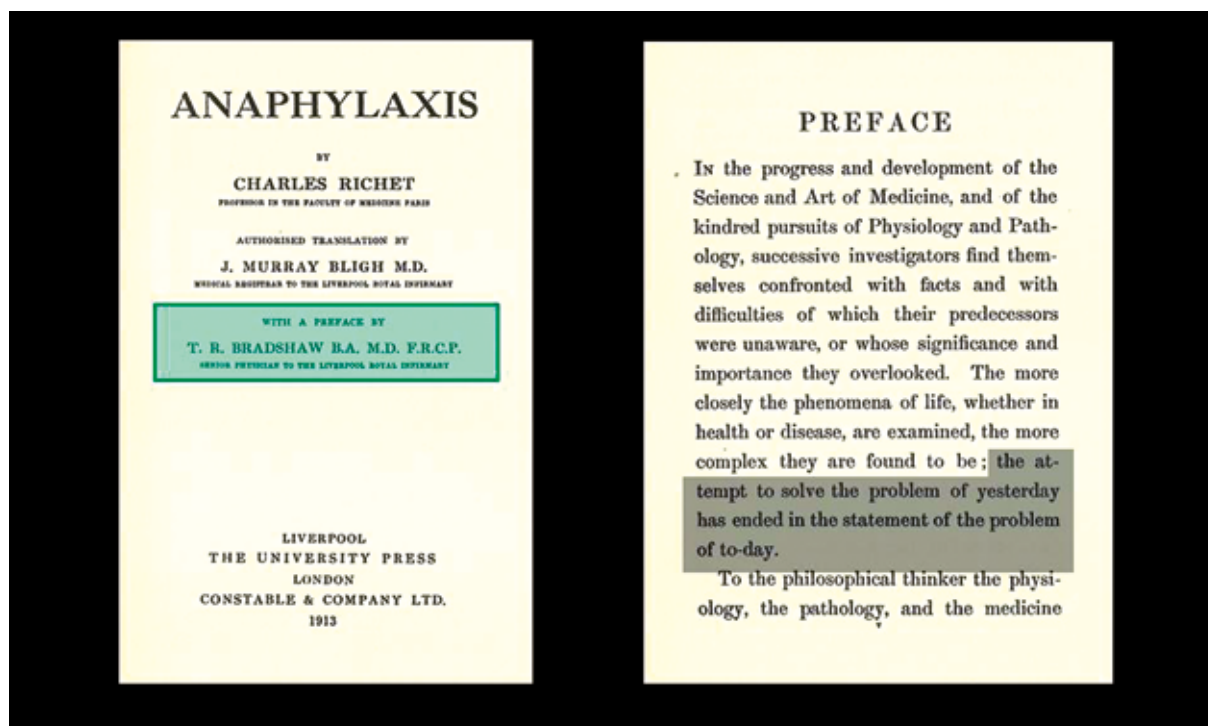 ANAPHYLAXIS
BY
CHARLES RICHET
PROFESSOR IN THE FACULTY OF MEDICINE PARIS
AUTHORISED TRANSLATION BY
J. MURRAY BLIGH M.D.
MEDICAL REGISTRAR TO THE LIVERPOOL ROYAL INFIRMARY
WITH A PREFACE BY
T. R. BRADSHAW B.A. M.D. F.R.C.P.
SENIOR PHYSICIAN TO THE LIVERPOOL ROYAL INFIRMARY
LIVERPOOL
THE UNIVERSITY PRESS
LONDON
CONSTABLE & COMPANY LTD.
1913
PREFACE
IN the progress and development of the
Science and Art of Medicine, and of the
kindred pursuits of Physiology and Path-
ology, successive investigators find them-
selves confronted with facts and with
difficulties of which their predecessors
were unaware, or whose significance and
importance they overlooked. The more
closely the phenomena of life, whether in
health or disease, are examined, the more
complex they are found to be; the at-
tempt to solve the problem of yesterday
has ended in the statement of the problem
of to-day.
To the philosophical thinker the physi-
ology, the pathology, and the medicine